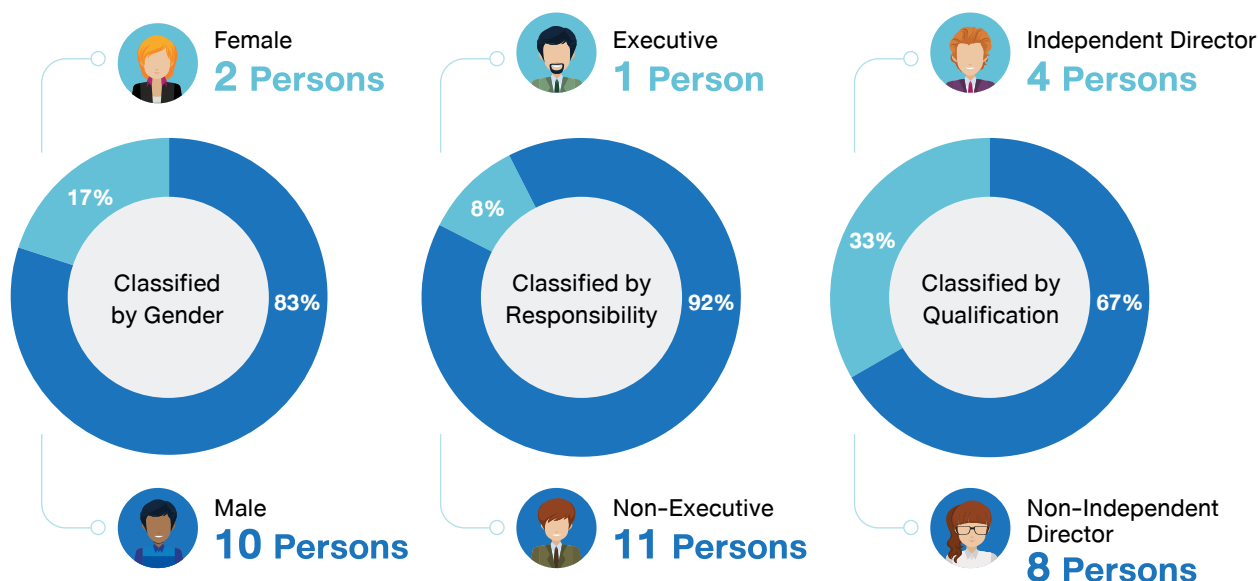 Female
2 Persons
Executive
1 Person
Independent Director
4 Persons
17%
83%
Classified
by Gender
8%
92%
Classified by
Responsibility
33%
67%
Classified by
Qualification
Male
10 Persons
Non-Executive
11 Persons
Non-Independent
Director
8 Persons